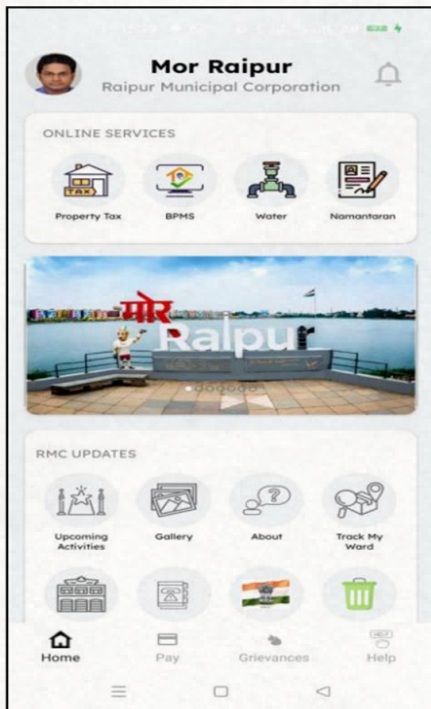 Mor Raipur
Raipur Municipal Corporation
ONLINE SERVICES
TAX
Property Tax
BPMS
Water
Namantaran
मोर
Raipur
RMC UPDATES
Upcoming
Activities
Gallery
About
Track My
Ward
Home
Pay
Grievances
Help